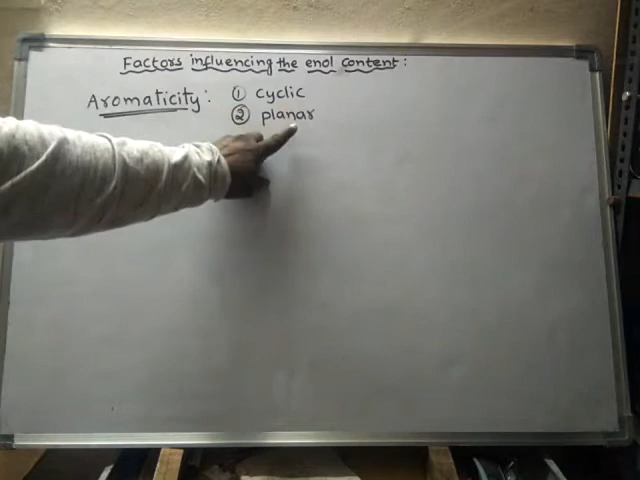 Factors influencing the enol content:
Aromaticity: ① cyclic
② planar